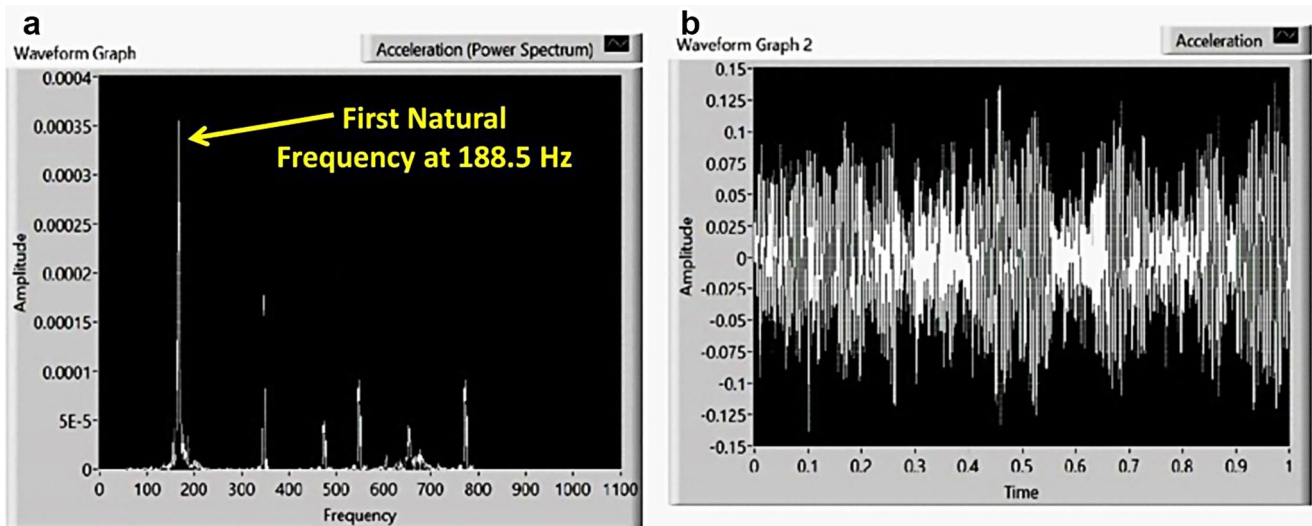 a
Waveform Graph
Acceleration (Power Spectrum)
0.0004
0.00035
0.0003
0.00025
0.0002
0.00015
0.0001
5E-5
0
Amplitude
First Natural
Frequency at 188.5 Hz
0 100 200 300 400 500 600 700 800 900 1000 1100
Frequency
b
Waveform Graph 2
Acceleration
0.15
0.125
0.1
0.075
0.05
0.025
0
-0.025
-0.05
-0.075
-0.1
-0.125
-0.15
Amplitude
0 0.1 0.2 0.3 0.4 0.5 0.6 0.7 0.8 0.9 1
Time